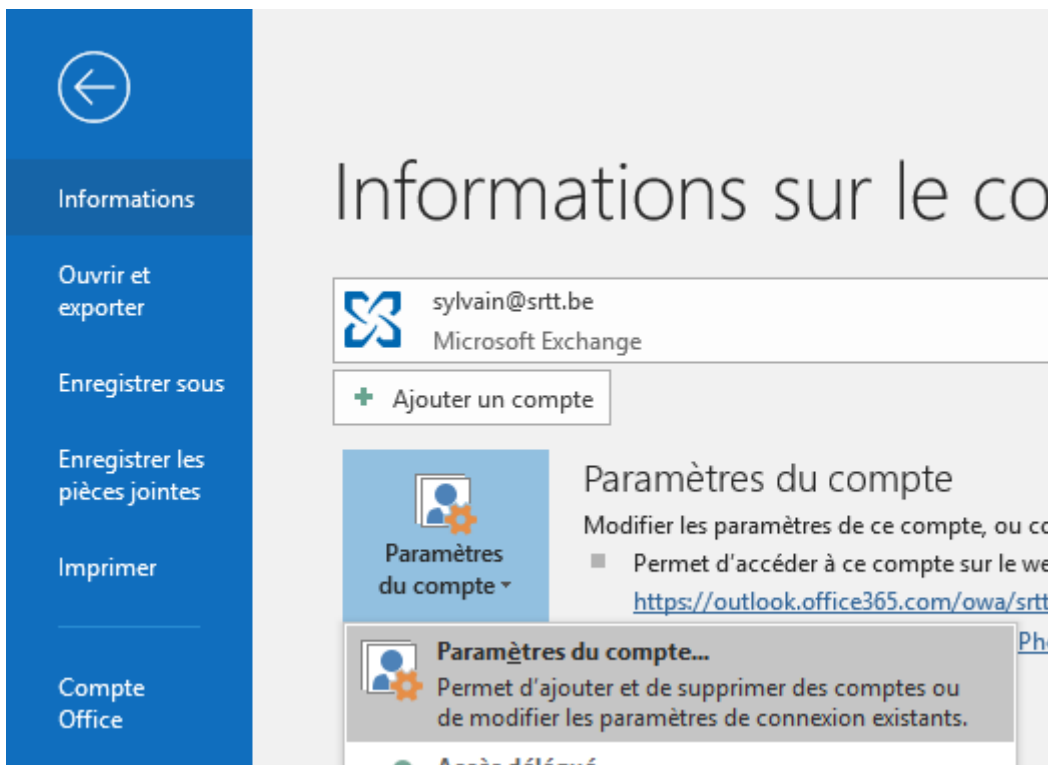 Informations
Ouvrir et
exporter
Enregistrer sous
Enregistrer les
pièces jointes
Imprimer
Compte
Office
Informations sur le co
sylvain@srtt.be
Microsoft Exchange
Ajouter un compte
Paramètres
du compte
Paramètres du compte
Modifier les paramètres de ce compte, ou co
Permet d'accéder à ce compte sur le we
https://outlook.office365.com/owa/srtt
Pho
Paramètres du compte...
Permet d'ajouter et de supprimer des comptes ou
de modifier les paramètres de connexion existants.
Accès délégué